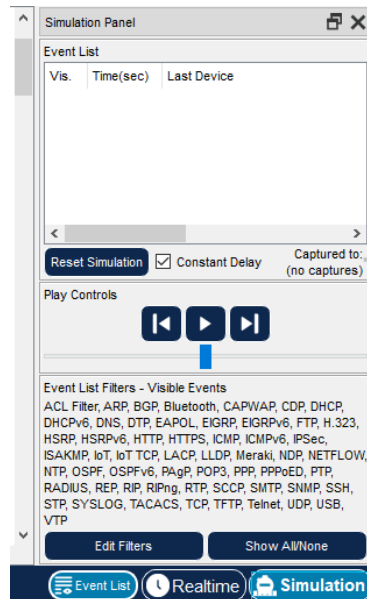 Simulation Panel
Event List
Vis. Time(sec) Last Device
Reset Simulation Constant Delay Captured to:
(no captures)
Play Controls
Event List Filters - Visible Events
ACL Filter, ARP, BGP, Bluetooth, CAPWAP, CDP, DHCP,
DHCPv6, DNS, DTP, EAPOL, EIGRP, EIGRPv6, FTP, H.323,
HSRP, HSRPv6, HTTP, HTTPS, ICMP, ICMPv6, IPSec,
ISAKMP, IoT, IoT TCP, LACP, LLDP, Meraki, NDP, NETFLOW,
NTP, OSPF, OSPFv6, PAgP, POP3, PPP, PPPoED, PTP,
RADIUS, REP, RIP, RIPng, RTP, SCCP, SMTP, SNMP, SSH,
STP, SYSLOG, TACACS, TCP, TFTP, Telnet, UDP, USB,
VTP
Edit Filters Show All/None
Event List Realtime Simulation